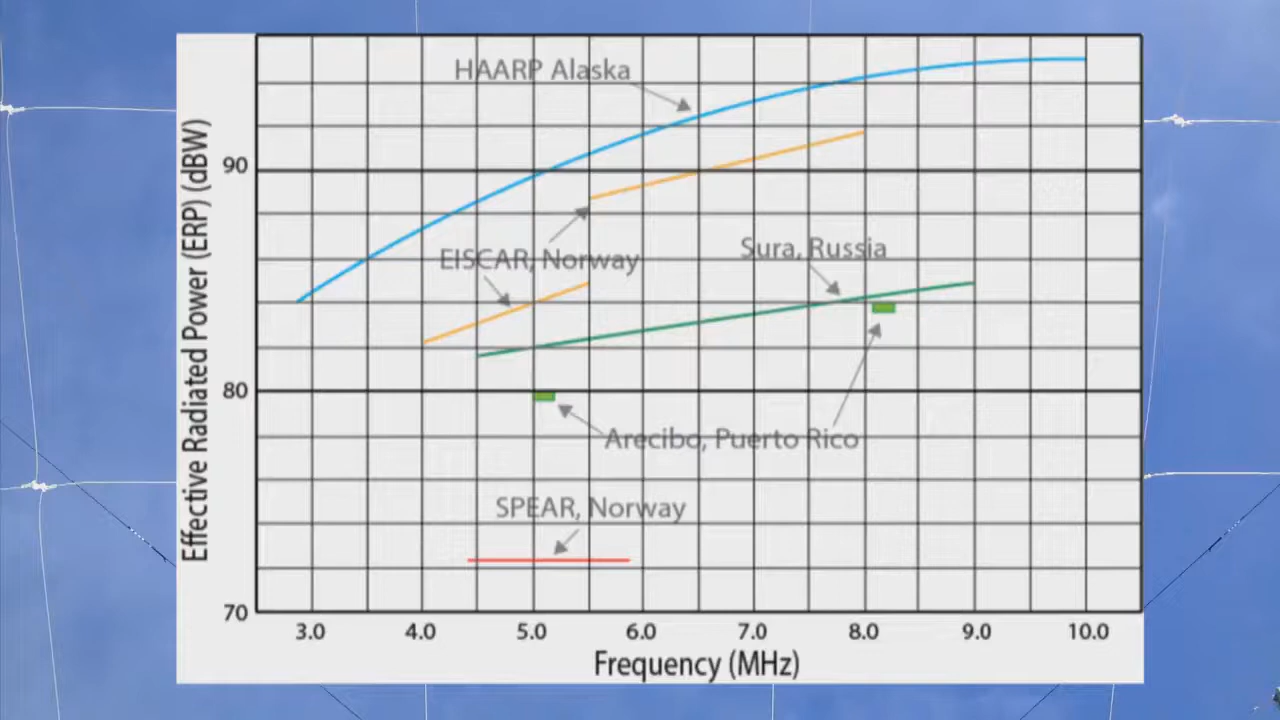 HAARP Alaska
90
EISCAR, Norway
Sura, Russia
80
Arecibo, Puerto Rico
SPEAR, Norway
70
3.0 4.0 5.0 6.0 7.0 8.0 9.0 10.0
Frequency (MHz)
Effective Radiated Power (ERP) (dBW)